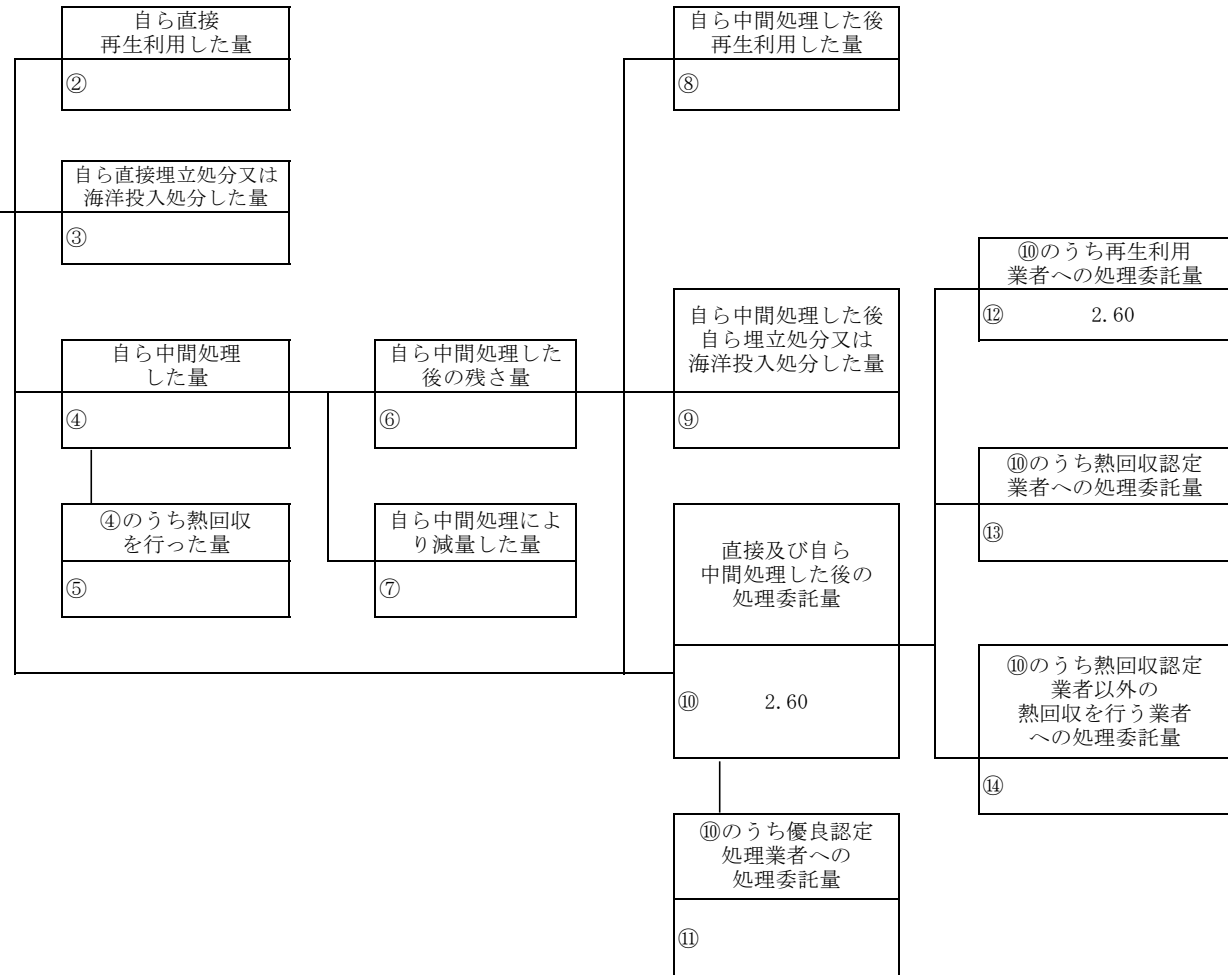 自ら直接
再生利用した量
②
自ら直接埋立処分又は
海洋投入処分した量
③
自ら中間処理
した量
④
④のうち熱回収
を行った量
⑤
自ら中間処理した
後の残さ量
⑥
自ら中間処理によ
り減量した量
⑦
自ら中間処理した後
再生利用した量
⑧
自ら中間処理した後
自ら埋立処分又は
海洋投入処分した量
⑨
直接及び自ら
中間処理した後の
処理委託量
⑩ 2.60
⑩のうち優良認定
処理業者への
処理委託量
⑪
⑩のうち再生利用
業者への処理委託量
⑫ 2.60
⑩のうち熱回収認定
業者への処理委託量
⑬
⑩のうち熱回収認定
業者以外の
熱回収を行う業者
への処理委託量
⑭